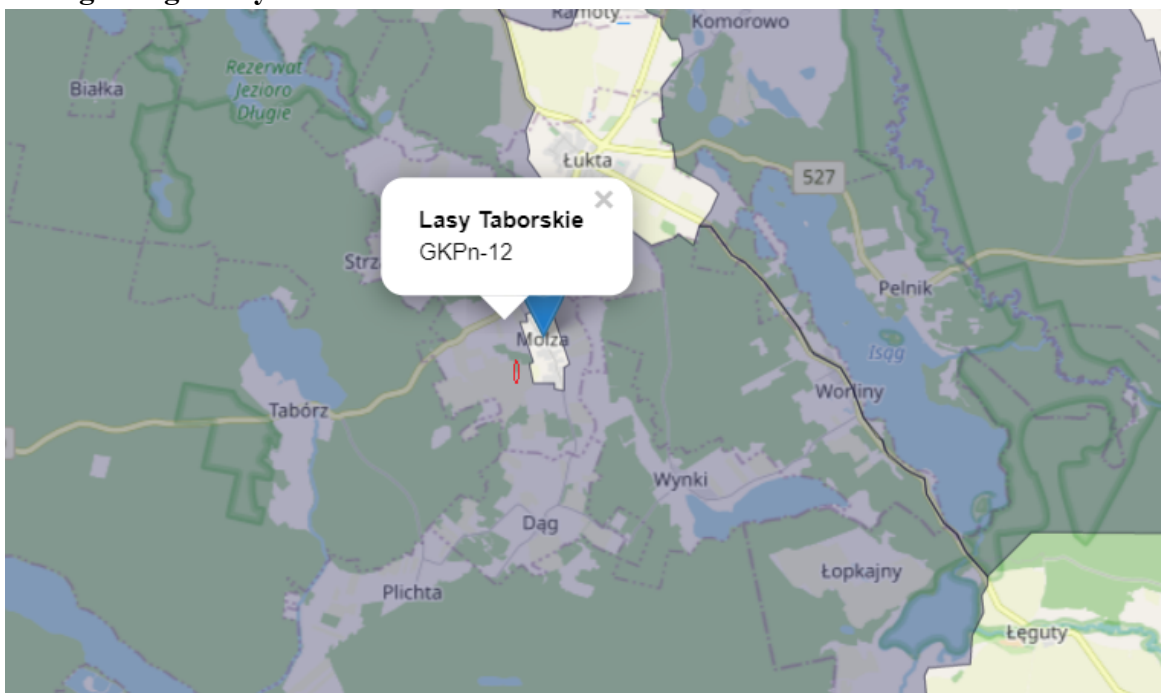 Ramoty
Komorowo
Białka
Rezerwat
Jezioro
Długie
Łukta
527
Lasy Taborskie
×
GKPn-12
Pelnik
Isąg
Molza
Worliny
Tabórz
Wynki
Dąg
Łopkajny
Plichta
Łęguty